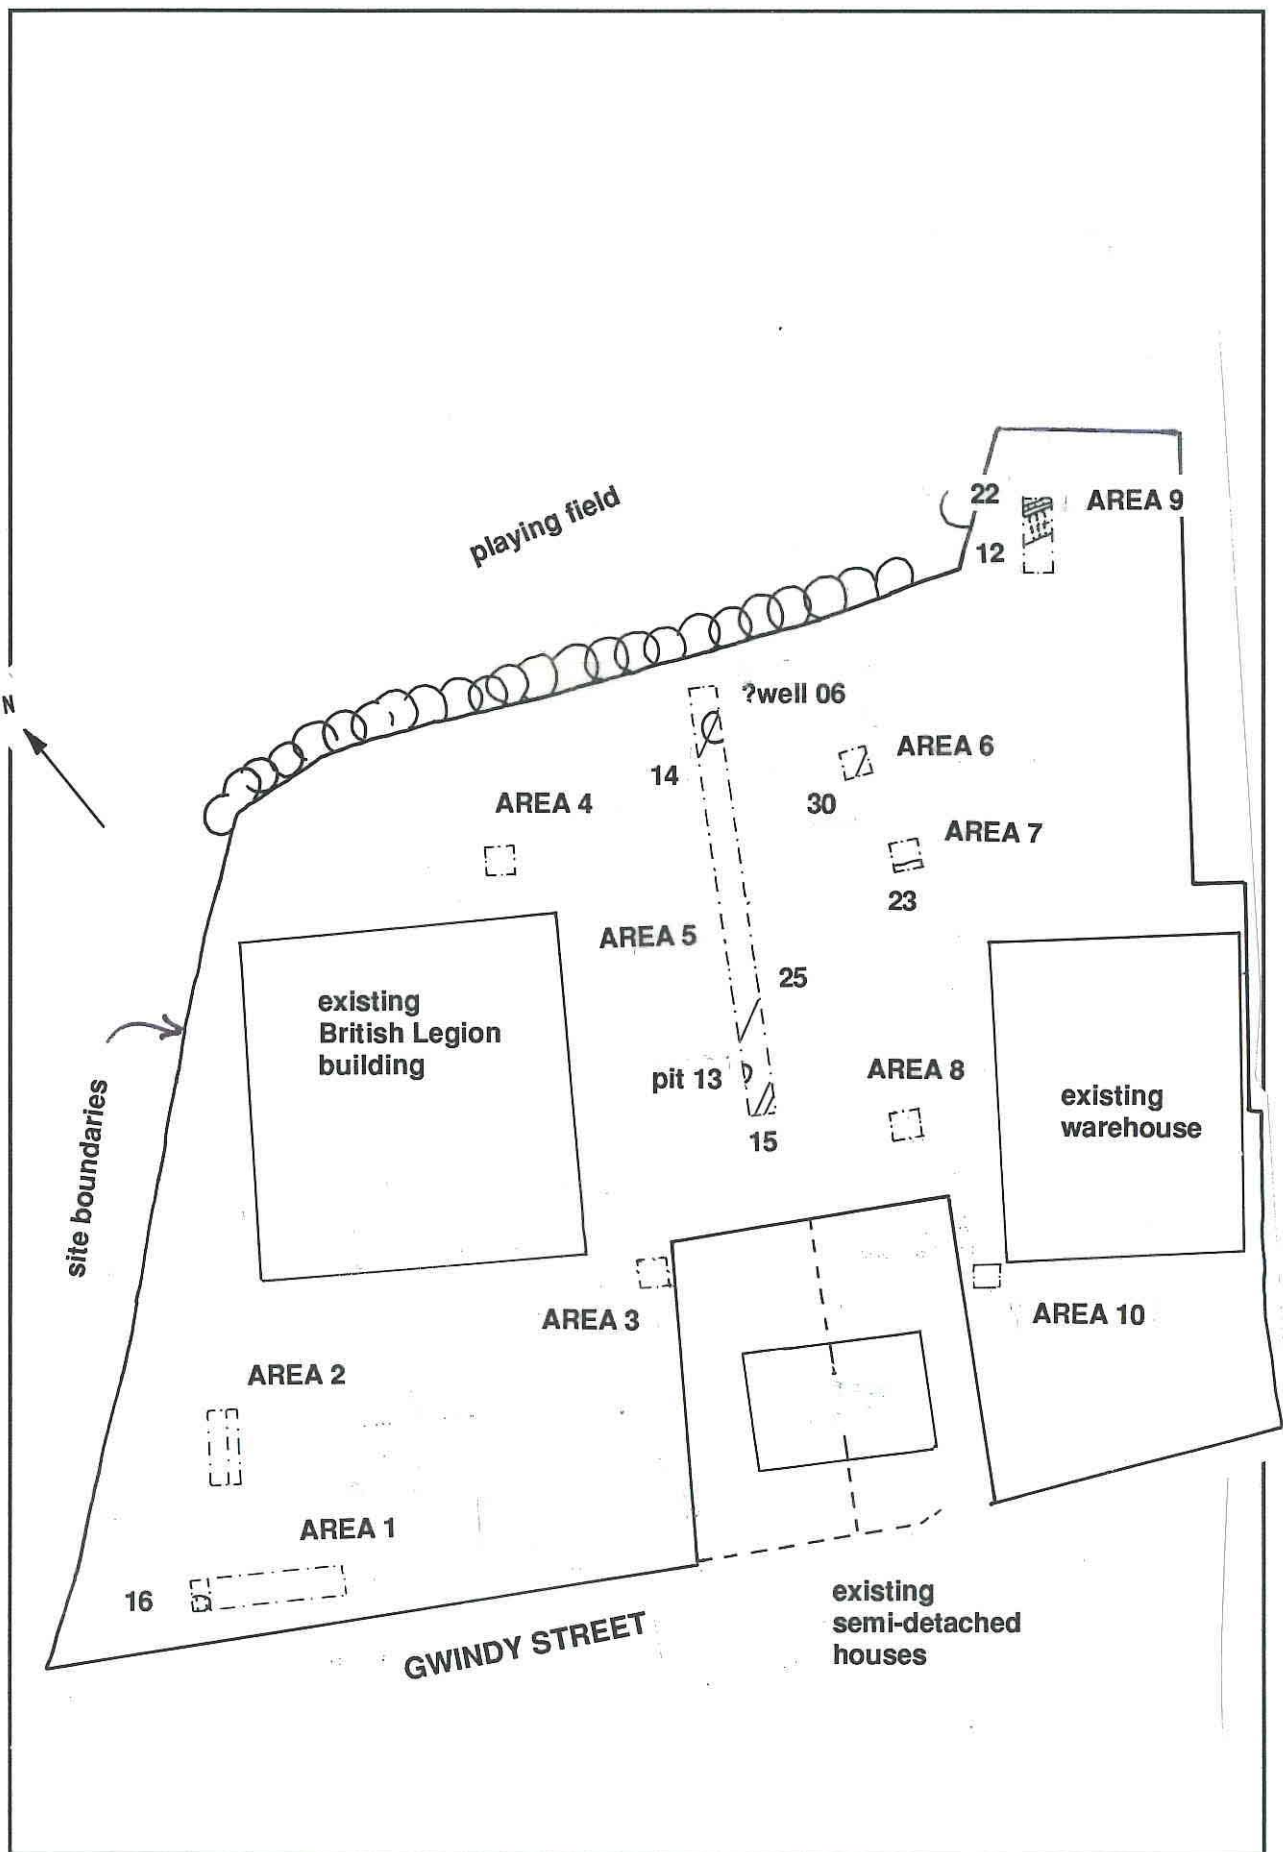 playing field
22
AREA 9
12
N
?well 06
14
AREA 6
30
AREA 4
AREA 7
23
AREA 5
25
existing
British Legion
building
pit 13
15
AREA 8
existing
warehouse
site boundaries
AREA 3
AREA 10
AREA 2
AREA 1
16
GWINDY STREET
existing
semi-detached
houses